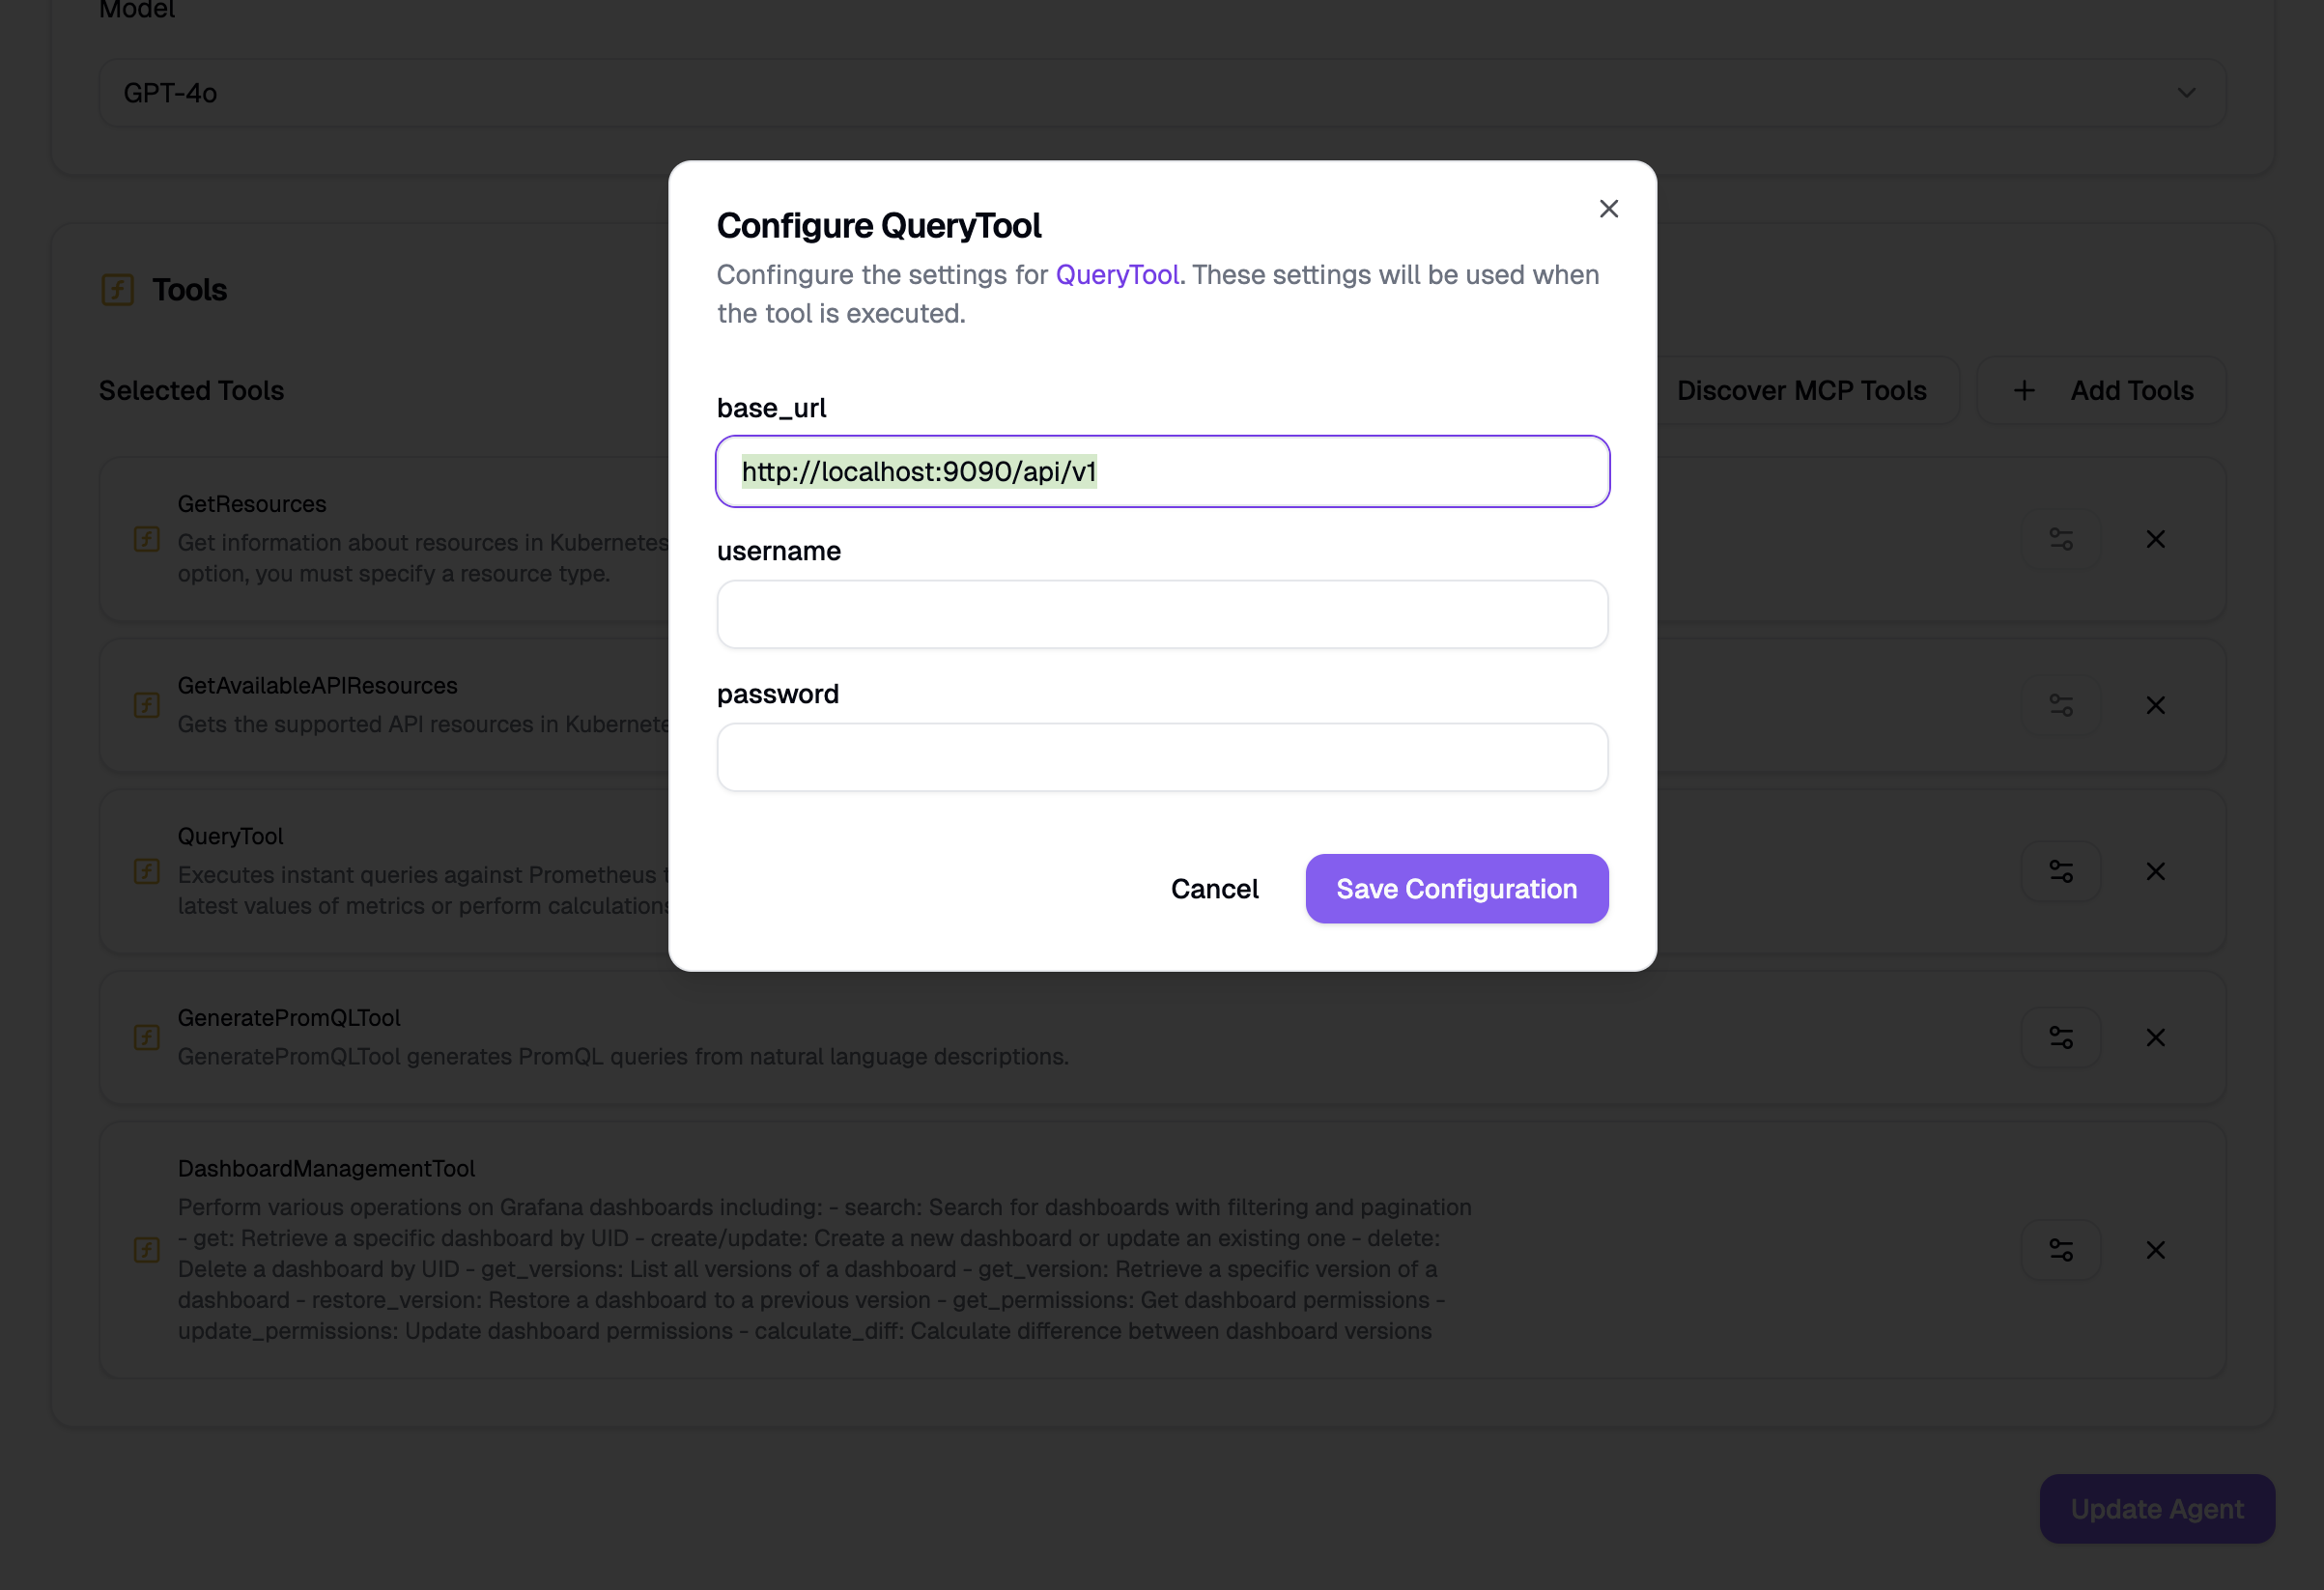 Model
GPT-4o
Configure QueryTool
Confingure the settings for QueryTool. These settings will be used when
the tool is executed.
Tools
Selected Tools
Discover MCP Tools
Add Tools
base_url
http://localhost:9090/api/v1
username
password
Cancel
Save Configuration
GetResources
Get information about resources in Kubernetes
option, you must specify a resource type.
GetAvailableAPIResources
Gets the supported API resources in
QueryTool
Executes instant queries against Prometheus
latest values of metrics or perform calculations
GeneratePromQLTool
GeneratePromQLTool generates PromQL queries from natural language descriptions.
DashboardManagementTool
Perform various operations on Grafana dashboards including: - search: Search for dashboards with filtering and pagination
- get: Retrieve a specific dashboard by UID - create/update: Create a new dashboard or update an existing one - delete:
Delete a dashboard by UID - get_versions: List all versions of a dashboard - get_version: Retrieve a specific version of a
dashboard - restore_version: Restore a dashboard to a previous version - get_permissions: Get dashboard permissions -
update_permissions: Update dashboard permissions - calculate_diff: Calculate difference between dashboard versions
Update Agent